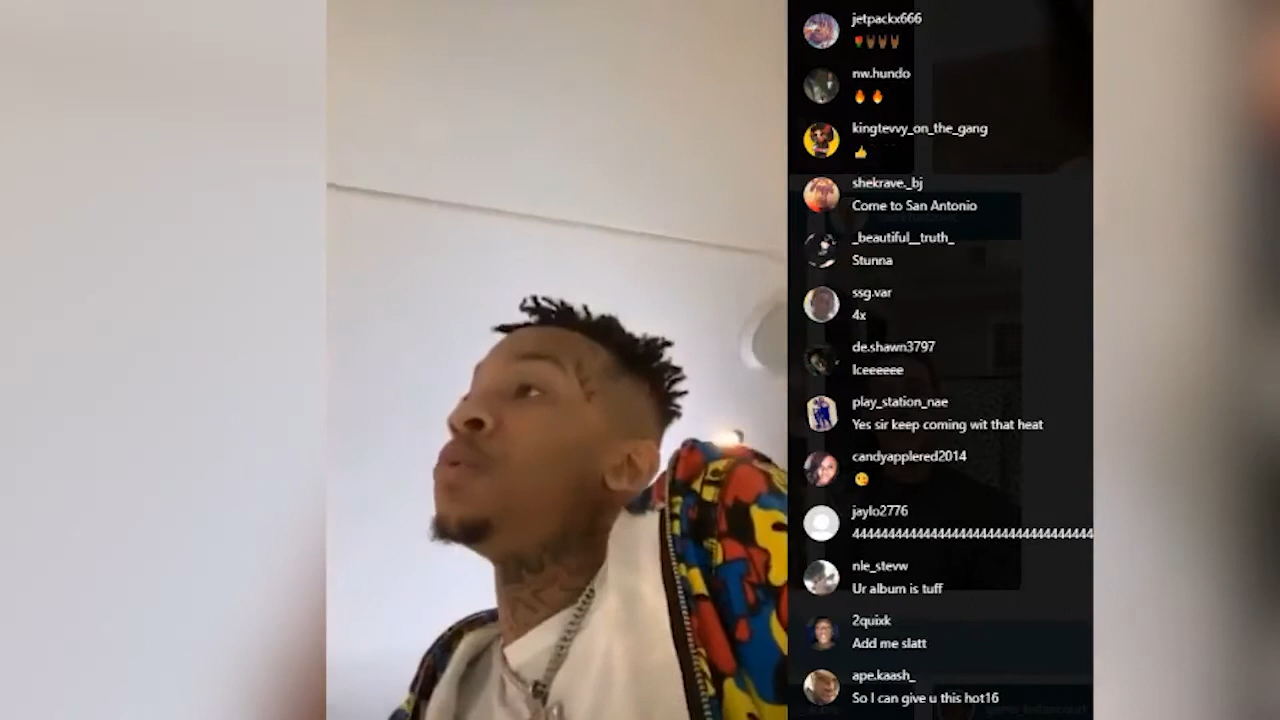 jetpackx666
nw.hundo
kingtevvy_on_the_gang
shekrave._bj
Come to San Antonio
_beautiful__truth_
Stunna
ssg.var
4x
de.shawn3797
Iceeeeee
play_station_nae
Yes sir keep coming wit that heat
candyapplered2014
jaylo2776
4444444444444444444444444444444444
nle_stevw
Ur album is tuff
2quixk
Add me slatt
ape.kaash_
So I can give u this hot16